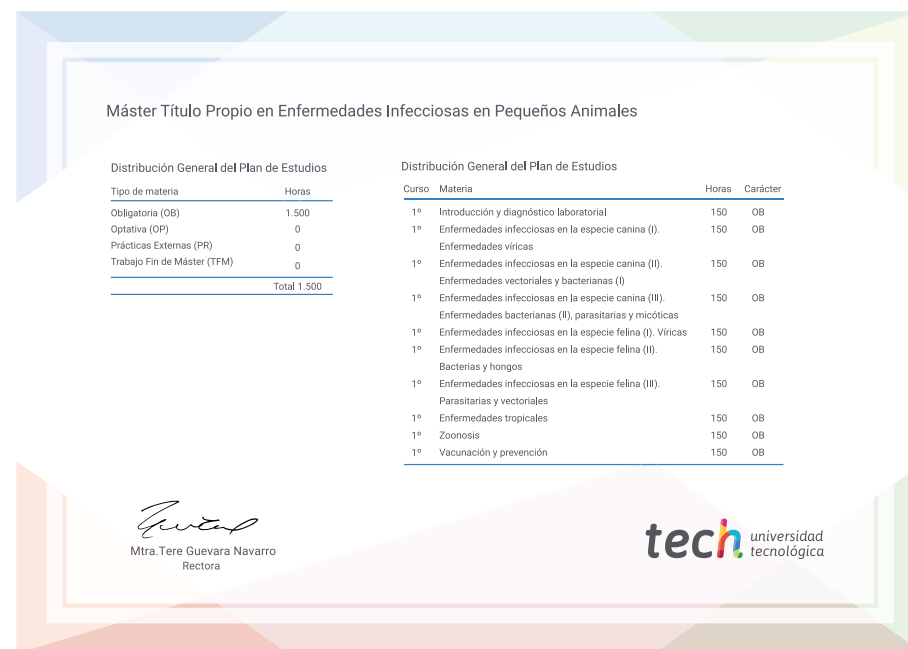 Máster Título Propio en Enfermedades Infecciosas en Pequeños Animales
Distribución General del Plan de Estudios
Tipo de materia Horas
Obligatoria (OB) 1.500
Optativa (OP) 0
Prácticas Externas (PR) 0
Trabajo Fin de Máster (TFM) 0
Total 1.500
Distribución General del Plan de Estudios
Curso Materia Horas Carácter
1º Introducción y diagnóstico laboratorial 150 OB
1º Enfermedades infecciosas en la especie canina (I). 150 OB
Enfermedades víricas
1º Enfermedades infecciosas en la especie canina (II). 150 OB
Enfermedades vectoriales y bacterianas (I)
1º Enfermedades infecciosas en la especie canina (III). 150 OB
Enfermedades bacterianas (II), parasitarias y micóticas
1º Enfermedades infecciosas en la especie felina (I). Víricas 150 OB
1º Enfermedades infecciosas en la especie felina (II). 150 OB
Bacterias y hongos
1º Enfermedades infecciosas en la especie felina (III). 150 OB
Parasitarias y vectoriales
1º Enfermedades tropicales 150 OB
1º Zoonosis 150 OB
1º Vacunación y prevención 150 OB
Mtra.Tere Guevara Navarro
Rectora
tech universidad
tecnológica